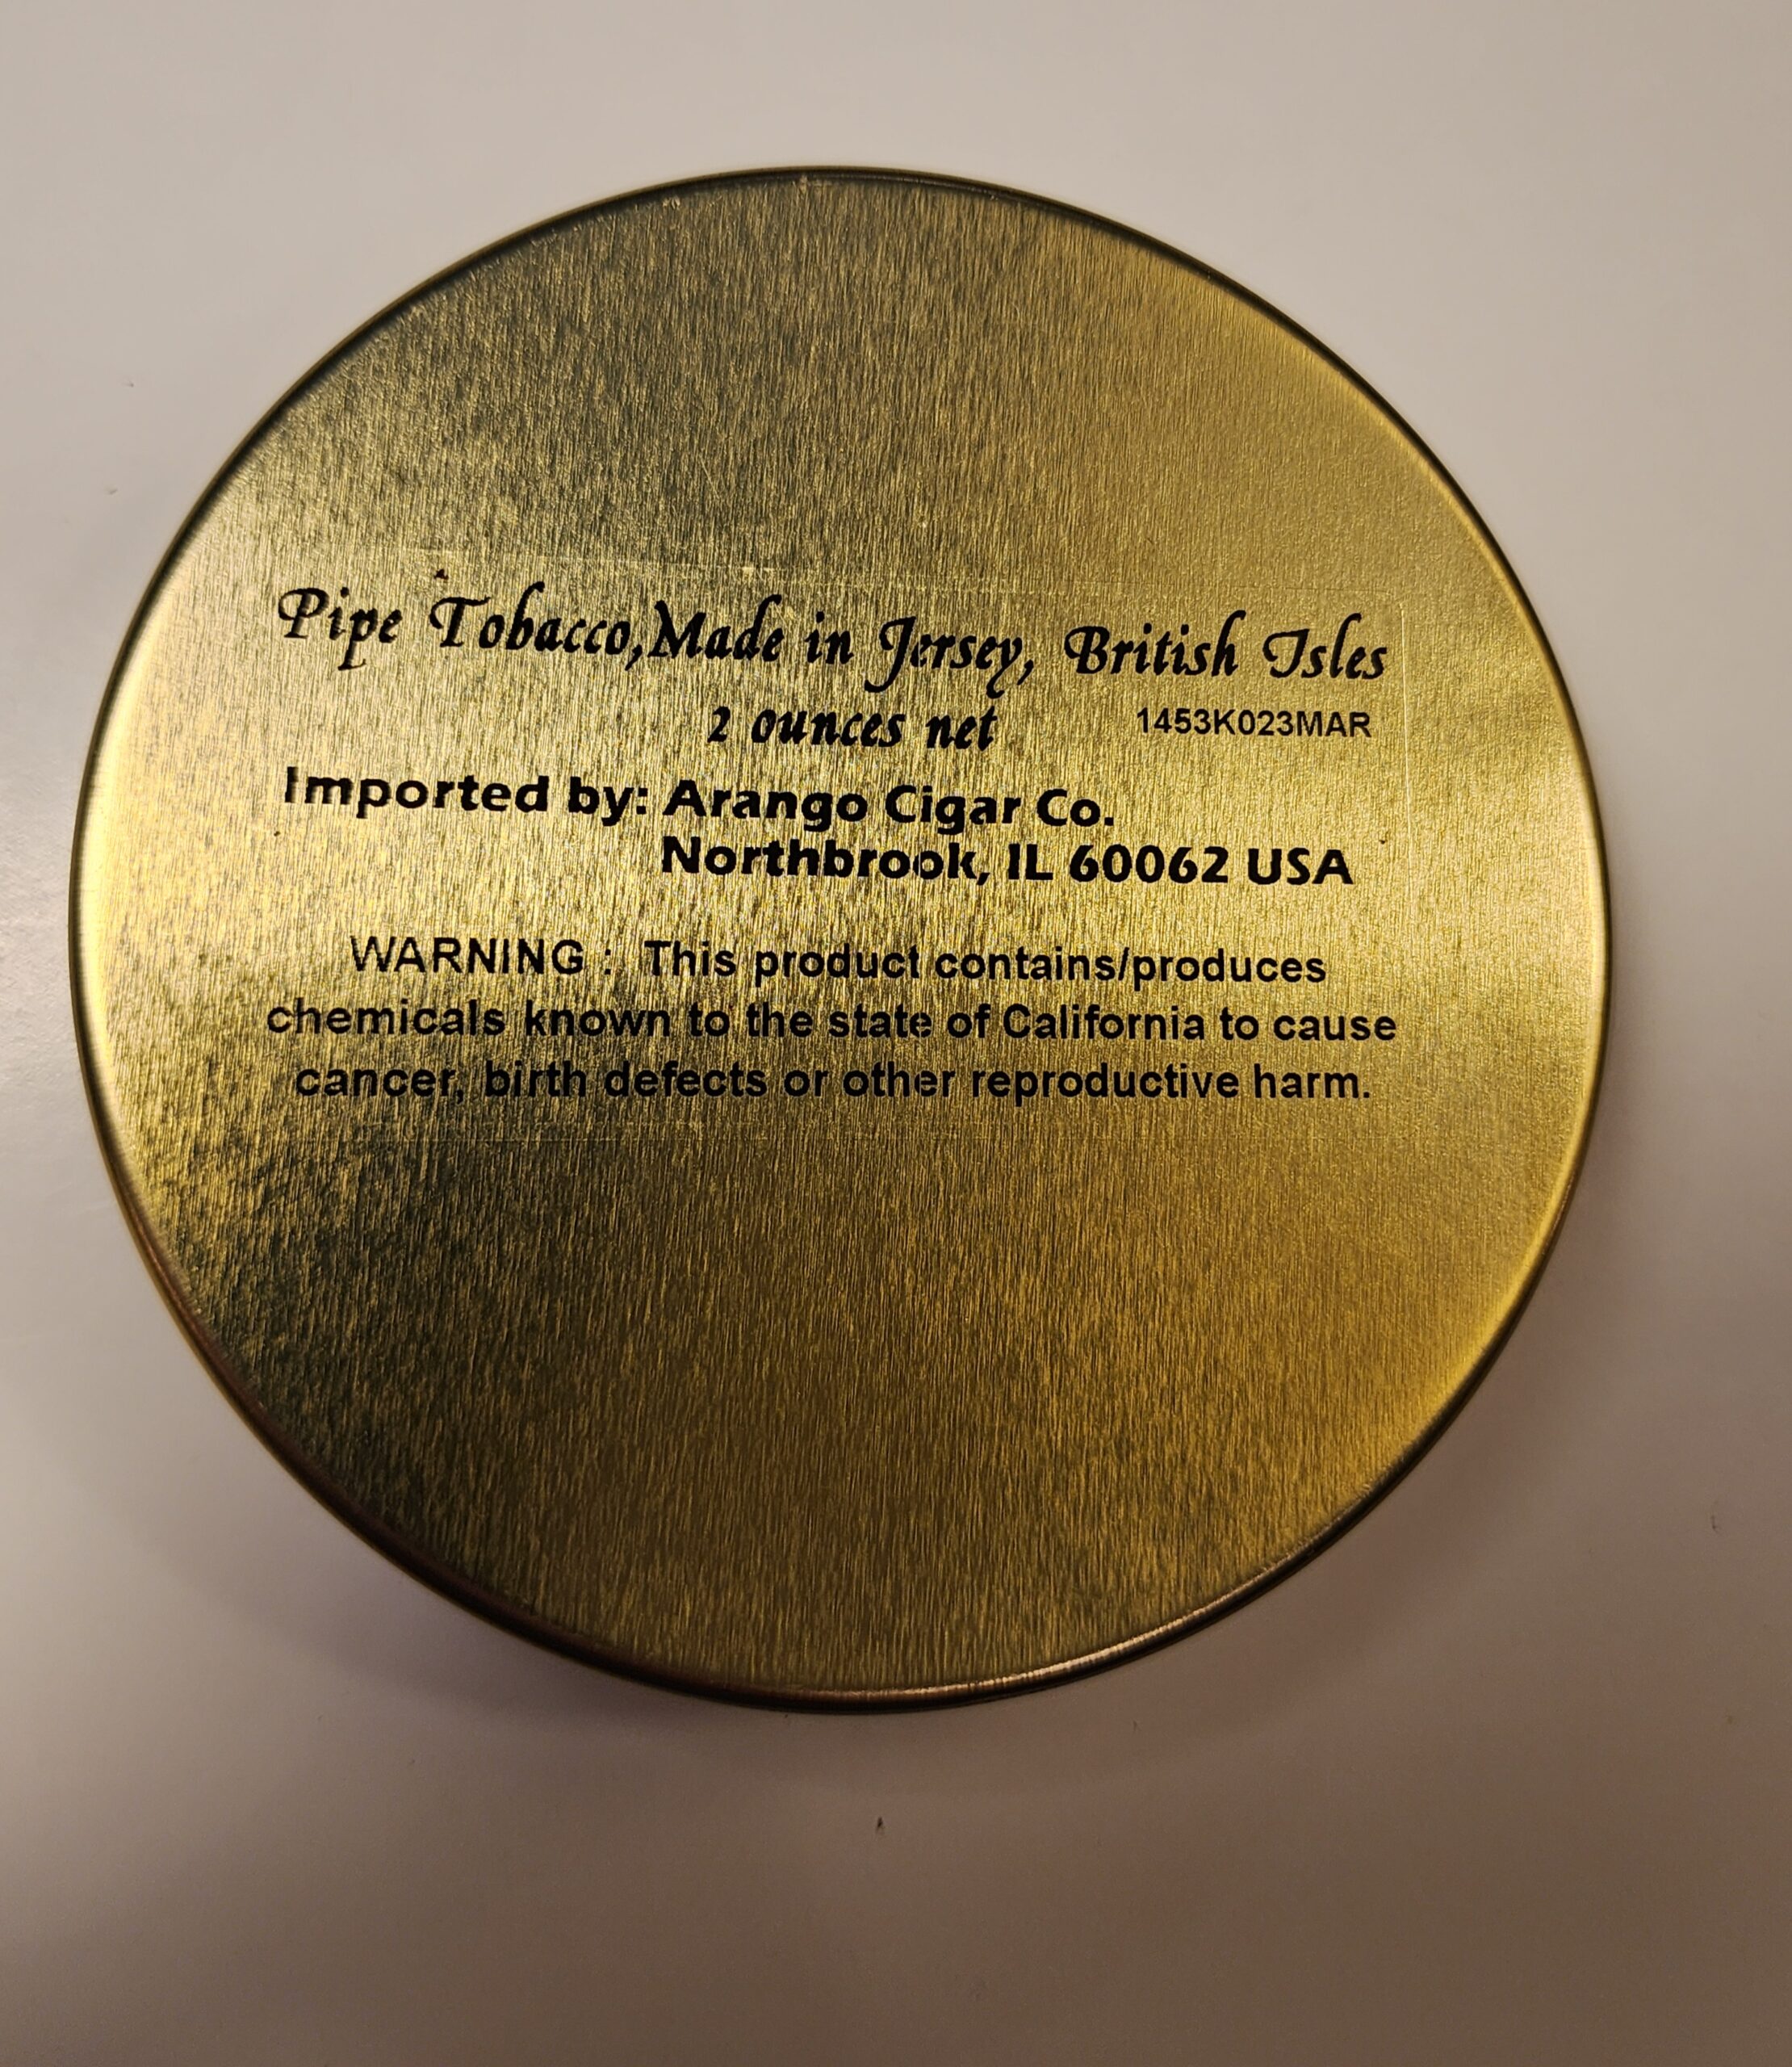 Pipe Tobacco,Made in Jersey, British Isles
2 ounces net 1453K023MAR
Imported by: Arango Cigar Co.
Northbrook, IL 60062 USA
WARNING : This product contains/produces
chemicals known to the state of California to cause
cancer, birth defects or other reproductive harm.